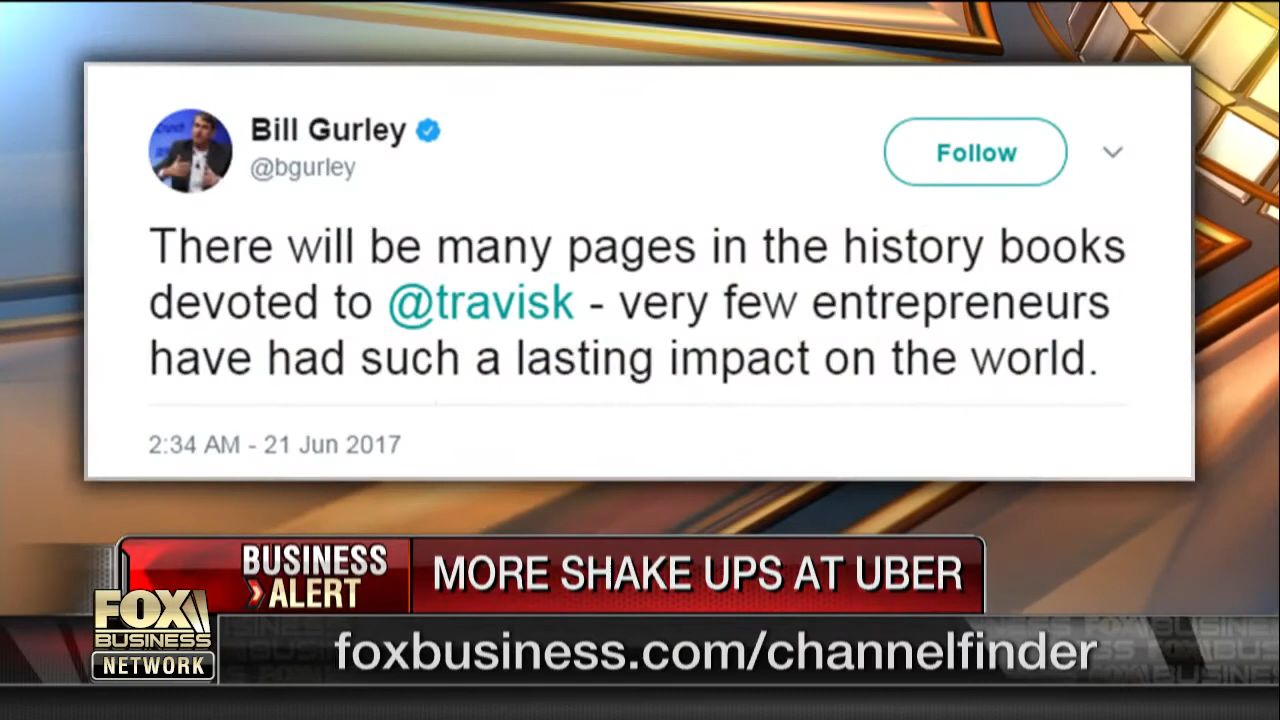 Bill Gurley
@bgurley
Follow
There will be many pages in the history books
devoted to @travisk - very few entrepreneurs
have had such a lasting impact on the world.
2:34 AM - 21 Jun 2017
BUSINESS
ALERT
MORE SHAKE UPS AT UBER
FOX
BUSINESS
NETWORK
foxbusiness.com/channelfinder